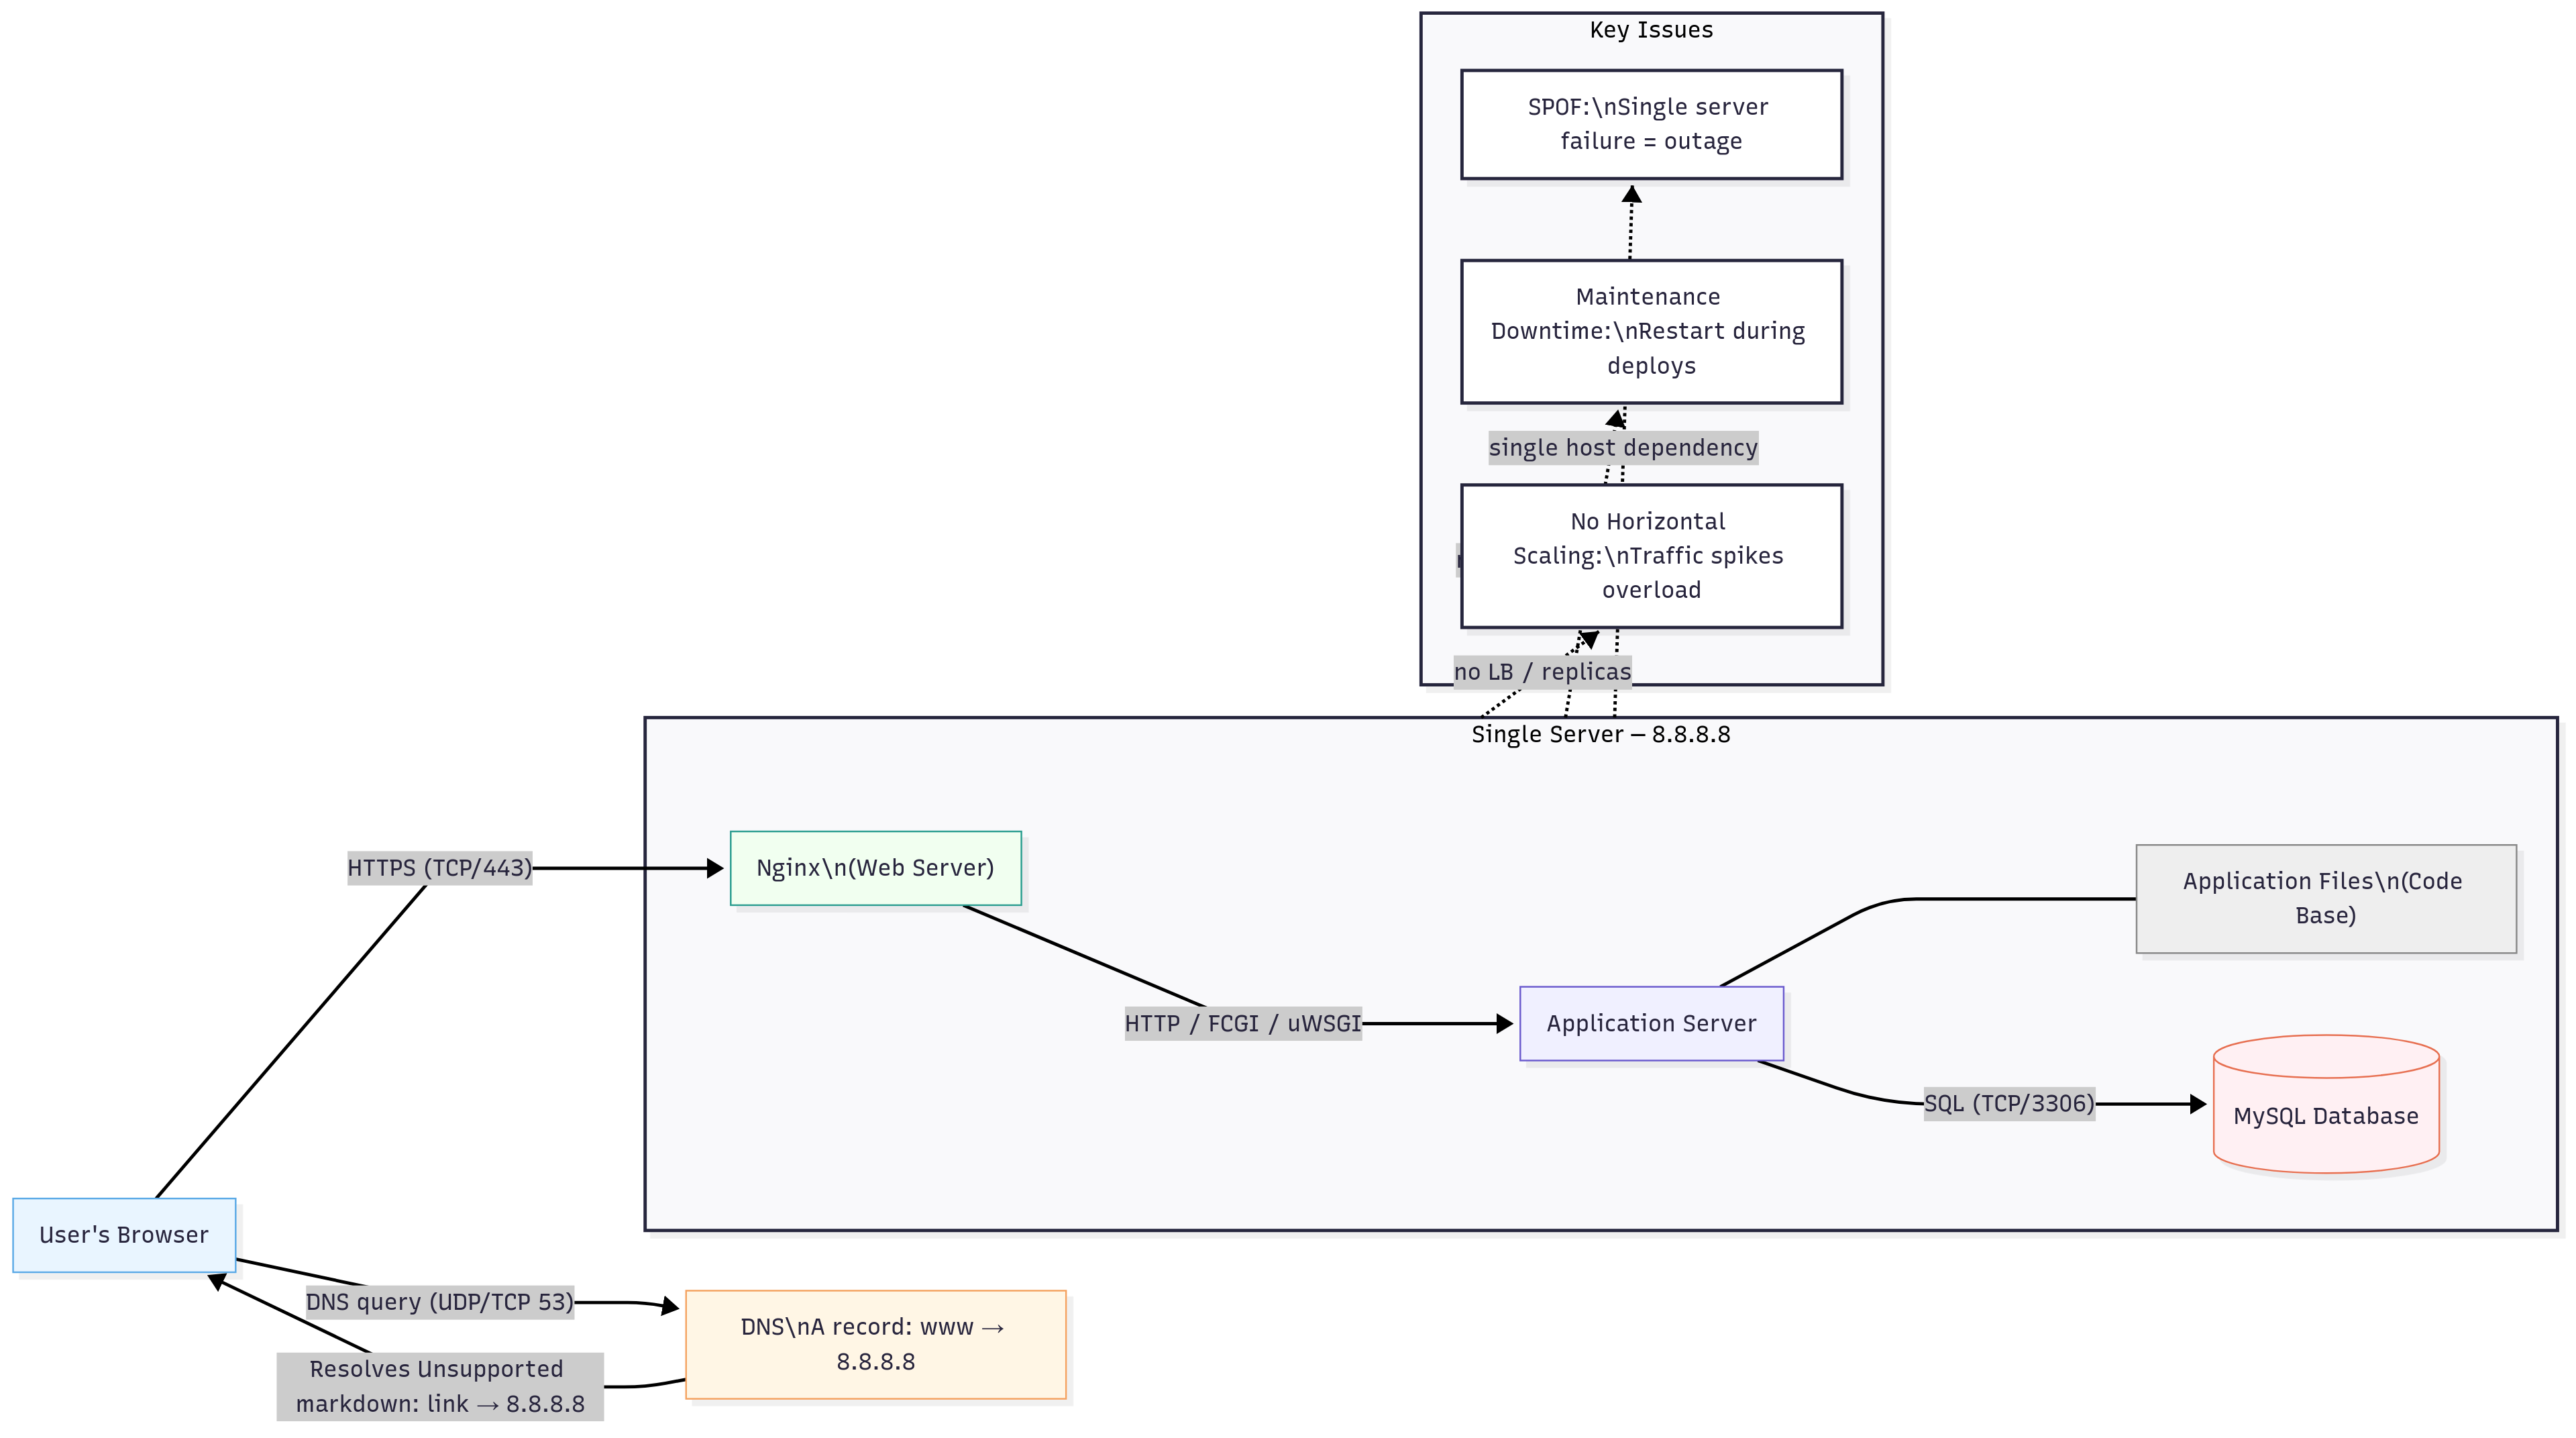 Key Issues
SPOF:\nSingle server
failure = outage
Maintenance
Downtime:\nRestart during
deploys
single host dependency
No Horizontal
Scaling:\nTraffic spikes
overload
no LB / replicas
Single Server – 8.8.8.8
HTTPS (TCP/443)
Nginx\n(Web Server)
Application Files\n(Code
Base)
HTTP / FCGI / uWSGI
Application Server
SQL (TCP/3306)
MySQL Database
User's Browser
DNS query (UDP/TCP 53)
DNS\nA record: www →
8.8.8.8
Resolves Unsupported
markdown: link → 8.8.8.8